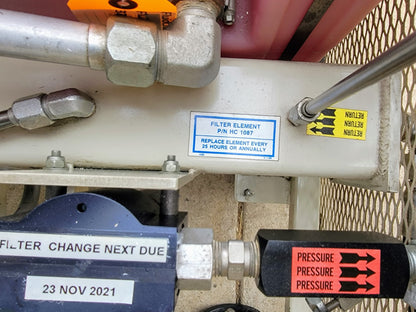 FILTER ELEMENT
P/N HC 1087
REPLACE ELEMENT EVERY
25 HOURS OR ANNUALLY
RETURN
RETURN
RETURN
FILTER CHANGE NEXT DUE
23 NOV 2021
PRESSURE
PRESSURE
PRESSURE